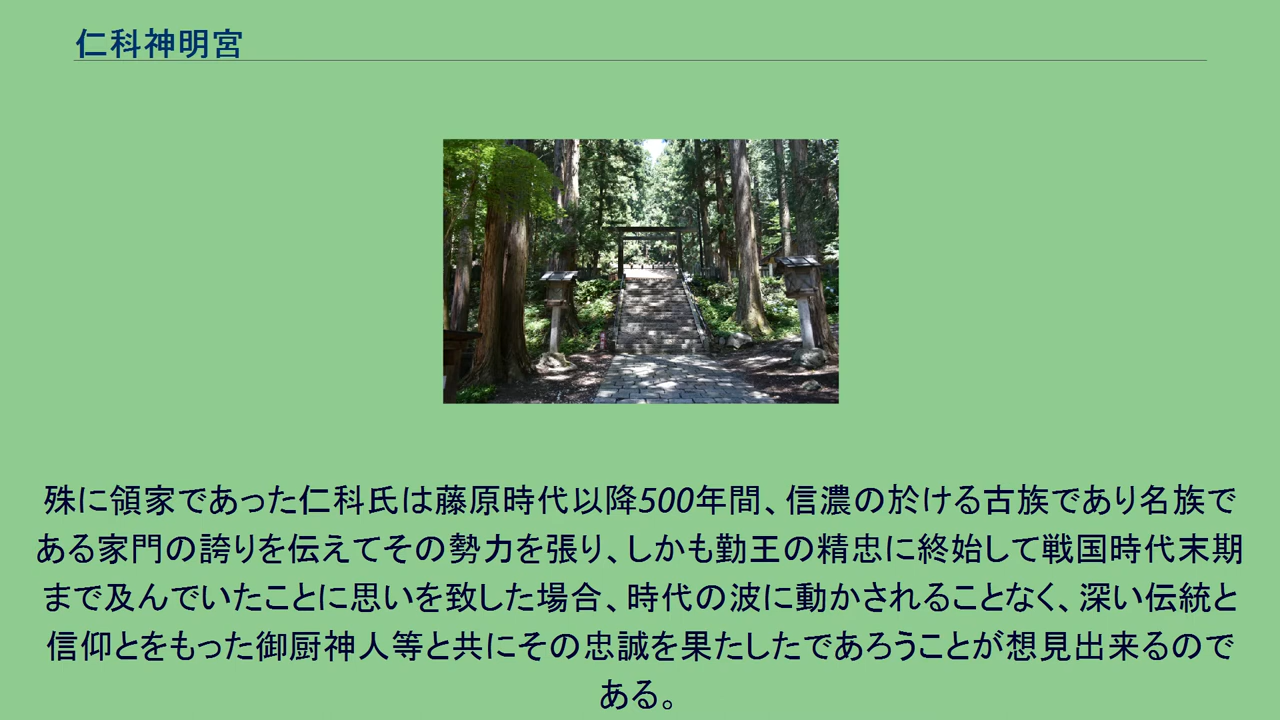 仁科神明宮
殊に領家であった仁科氏は藤原時代以降500年間、信濃の於ける古族であり名族で
ある家門の誇りを伝えてその勢力を張り、しかも勤王の精忠に終始して戦国時代末期
まで及んでいたことに思いを致した場合、時代の波に動かされることなく、深い伝統と
信仰とをもった御厨神人等と共にその忠誠を果たしたであろうことが想見出来るので
ある。